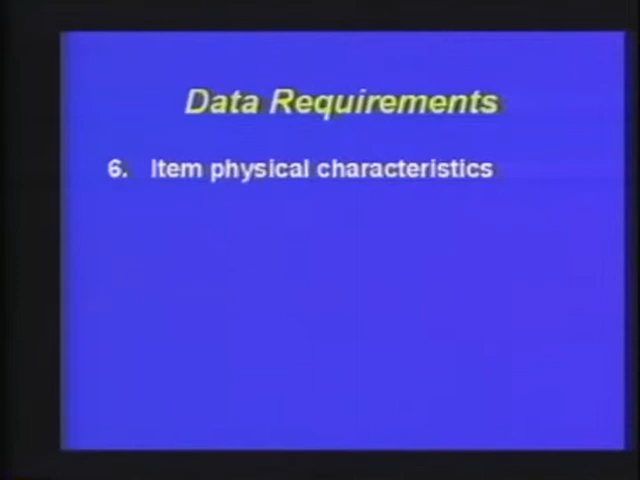 Data Requirements
6. Item physical characteristics